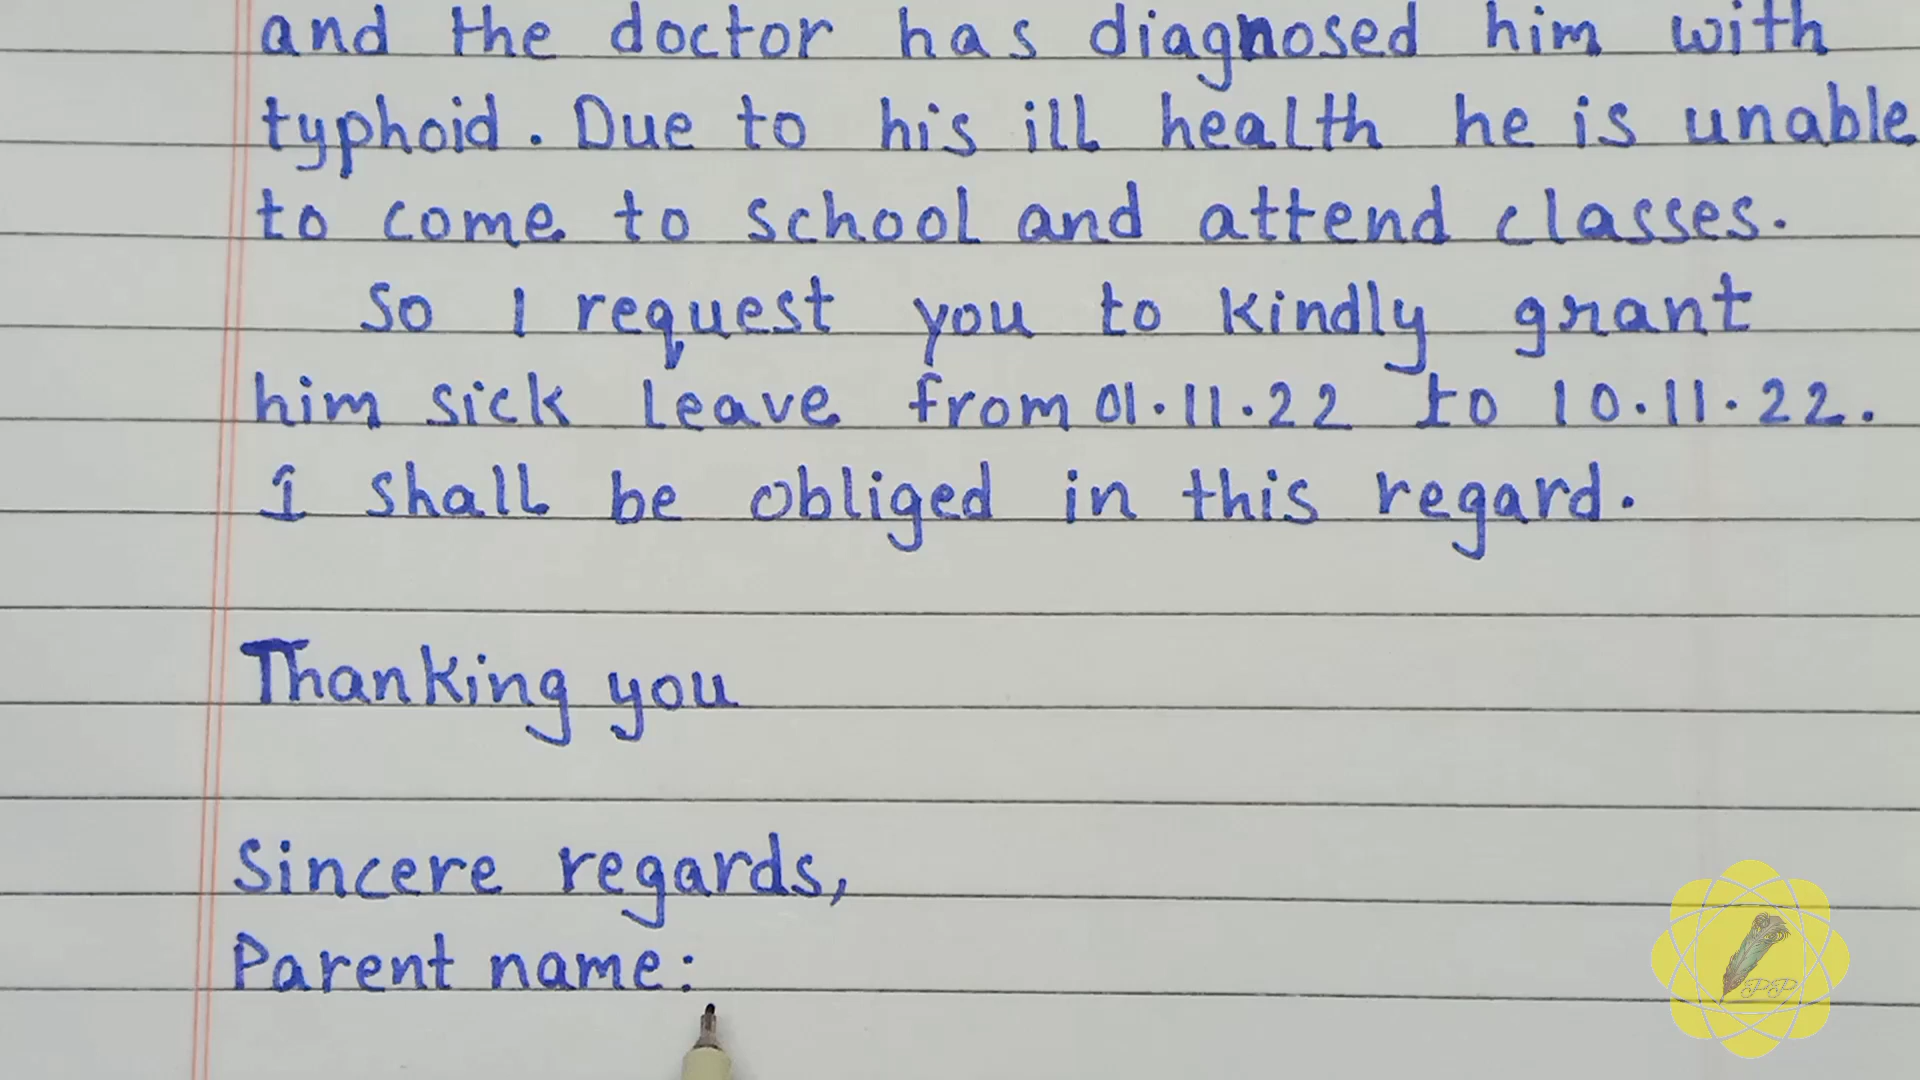 and the doctor has diagnosed him with
typhoid. Due to his ill health he is unable
to come to school and attend classes.
So I request you to kindly grant
him sick leave from 01.11.22 to 10.11.22.
I shall be obliged in this regard.
Thanking you
Sincere regards,
Parent name:
PP